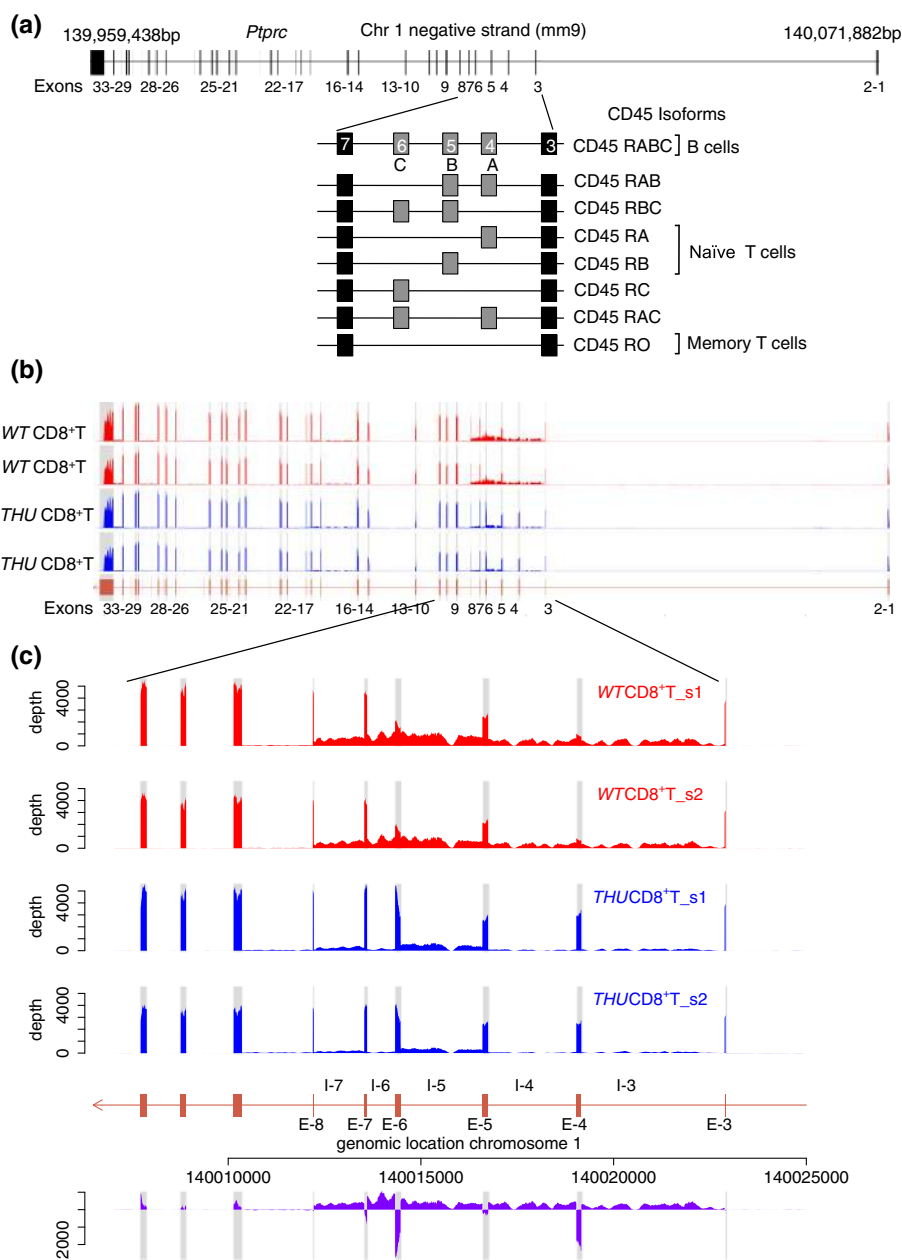 (a)
139,959,438bp Ptprc Chr 1 negative strand (mm9) 140,071,882bp
Exons 33-29 28-26 25-21 22-17 16-14 13-10 9 876 5 4 3 2-1
CD45 Isoforms
7 6 5 4 3 CD45 RABC B cells
C B A
CD45 RAB
CD45 RBC
CD45 RA
Naïve T cells
CD45 RB
CD45 RC
CD45 RAC
CD45 RO Memory T cells
(b)
WT CD8+T
WT CD8+T
THU CD8+T
THU CD8+T
Exons 33-29 28-26 25-21 22-17 16-14 13-10 9 876 5 4 3 2-1
(c)
depth 4000 0 WTCD8+T_s1
depth 4000 0 WTCD8+T_s2
depth 4000 0 THUCD8+T_s1
depth 4000 0 THUCD8+T_s2
I-7 I-6 I-5 I-4 I-3
E-8 E-7 E-6 E-5 E-4 E-3
genomic location chromosome 1
140010000 140015000 140020000 140025000
2000